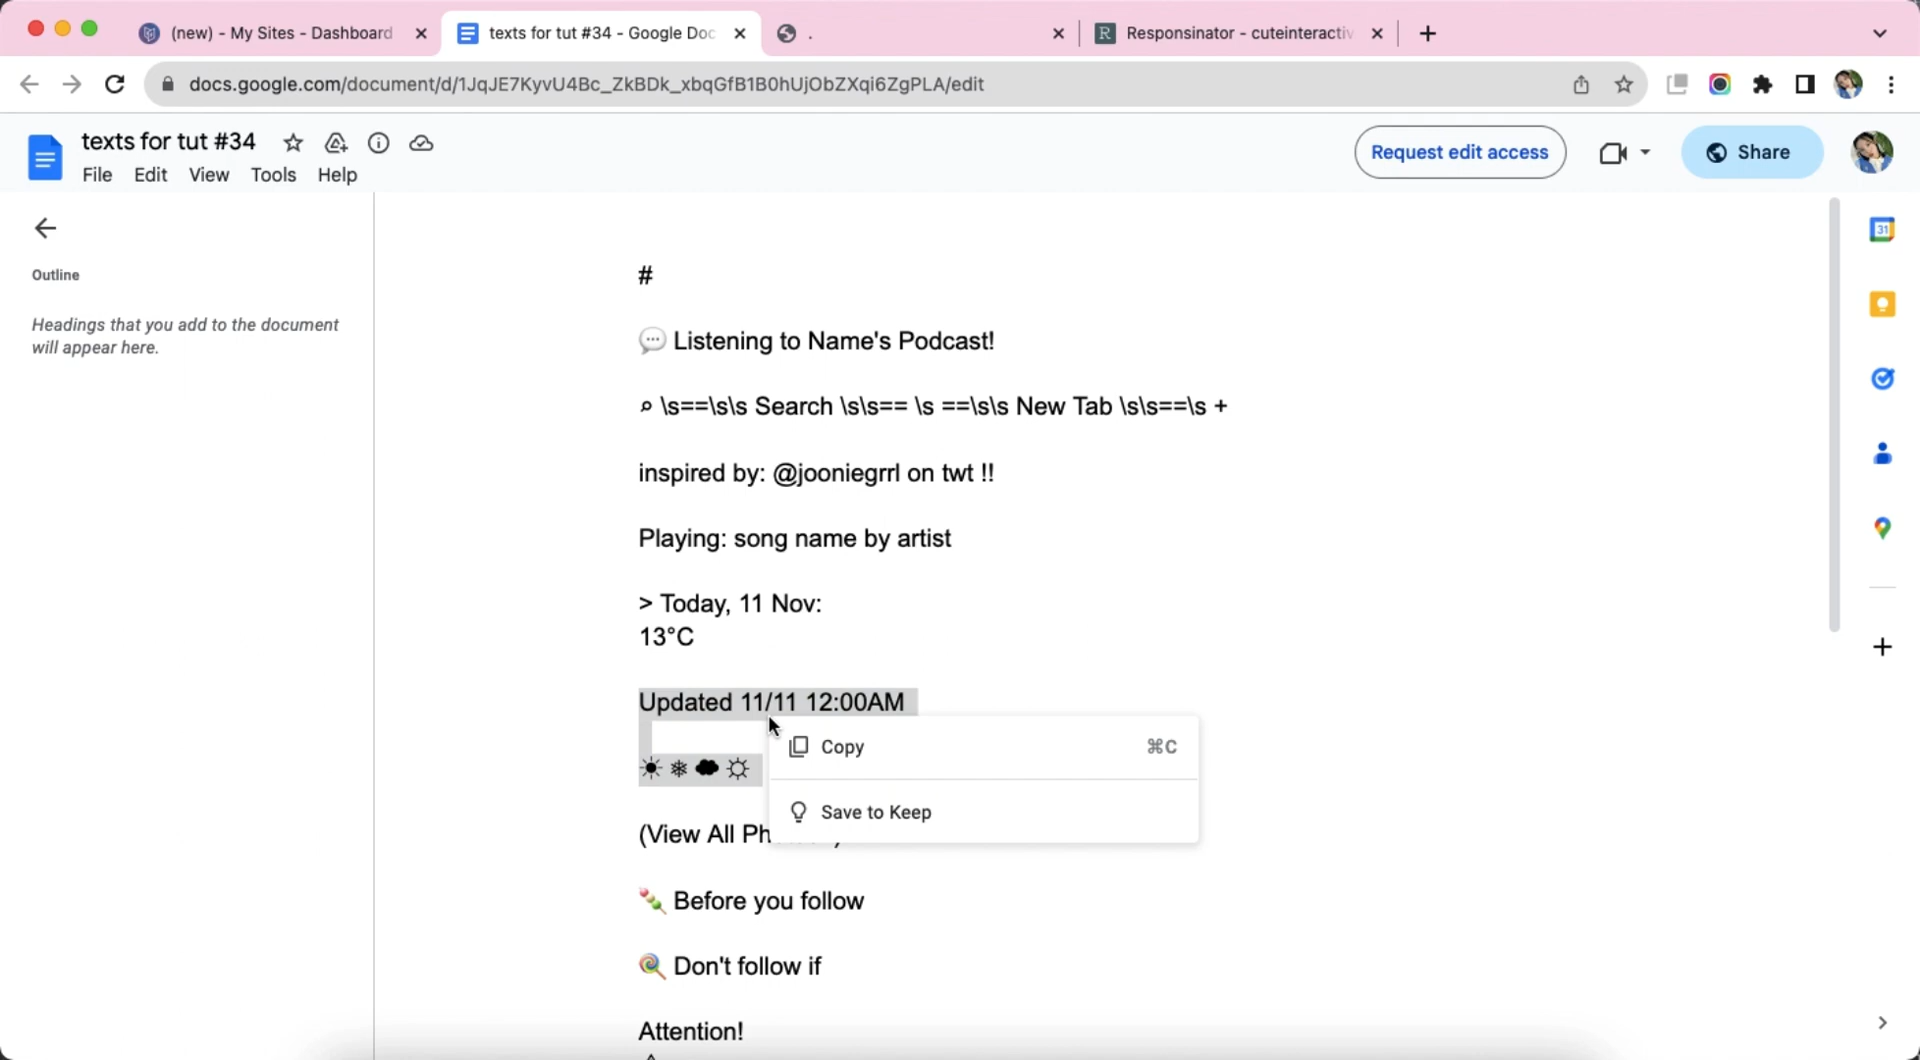 (new) - My Sites - Dashboard
texts for tut #34 - Google Doc
.
Responsinator - cuteinteractiv
docs.google.com/document/d/1JqJE7KyvU4Bc_ZkBDk_xbqGfB1B0hUjObZXqi6ZgPLA/edit
texts for tut #34
Request edit access
Share
File Edit View Tools Help
Outline
Headings that you add to the document
will appear here.
#
💬 Listening to Name's Podcast!
⌕ \s==\s\s Search \s\s== \s ==\s\s New Tab \s\s==\s +
inspired by: @jooniegrrl on twt !!
Playing: song name by artist
> Today, 11 Nov:
13°C
Updated 11/11 12:00AM
Copy ⌘C
☀ ❄ ☁ ☼
Save to Keep
(View All
🍡 Before you follow
🍭 Don't follow if
Attention!
31